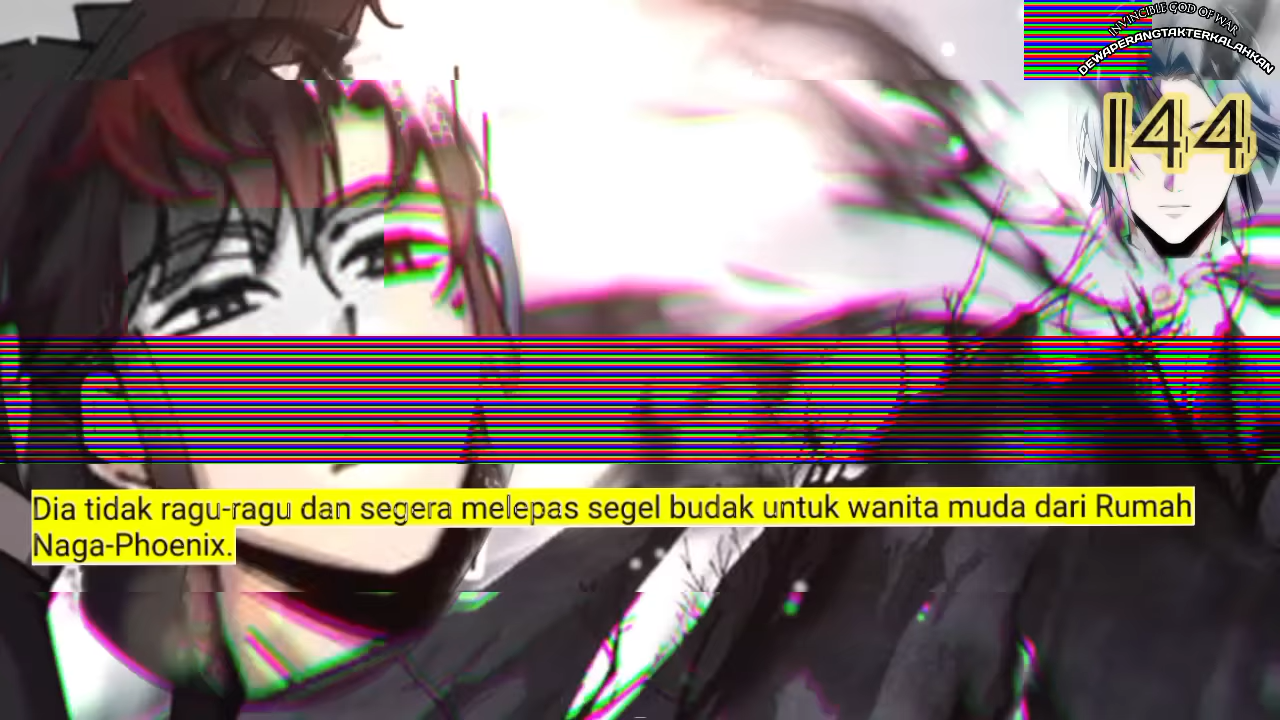 INVINCIBLE GOD OF WAR
DEWAPERANGTAKTERKALAHKAN
144
Dia tidak ragu-ragu dan segera melepas segel budak untuk wanita muda dari Rumah
Naga-Phoenix.